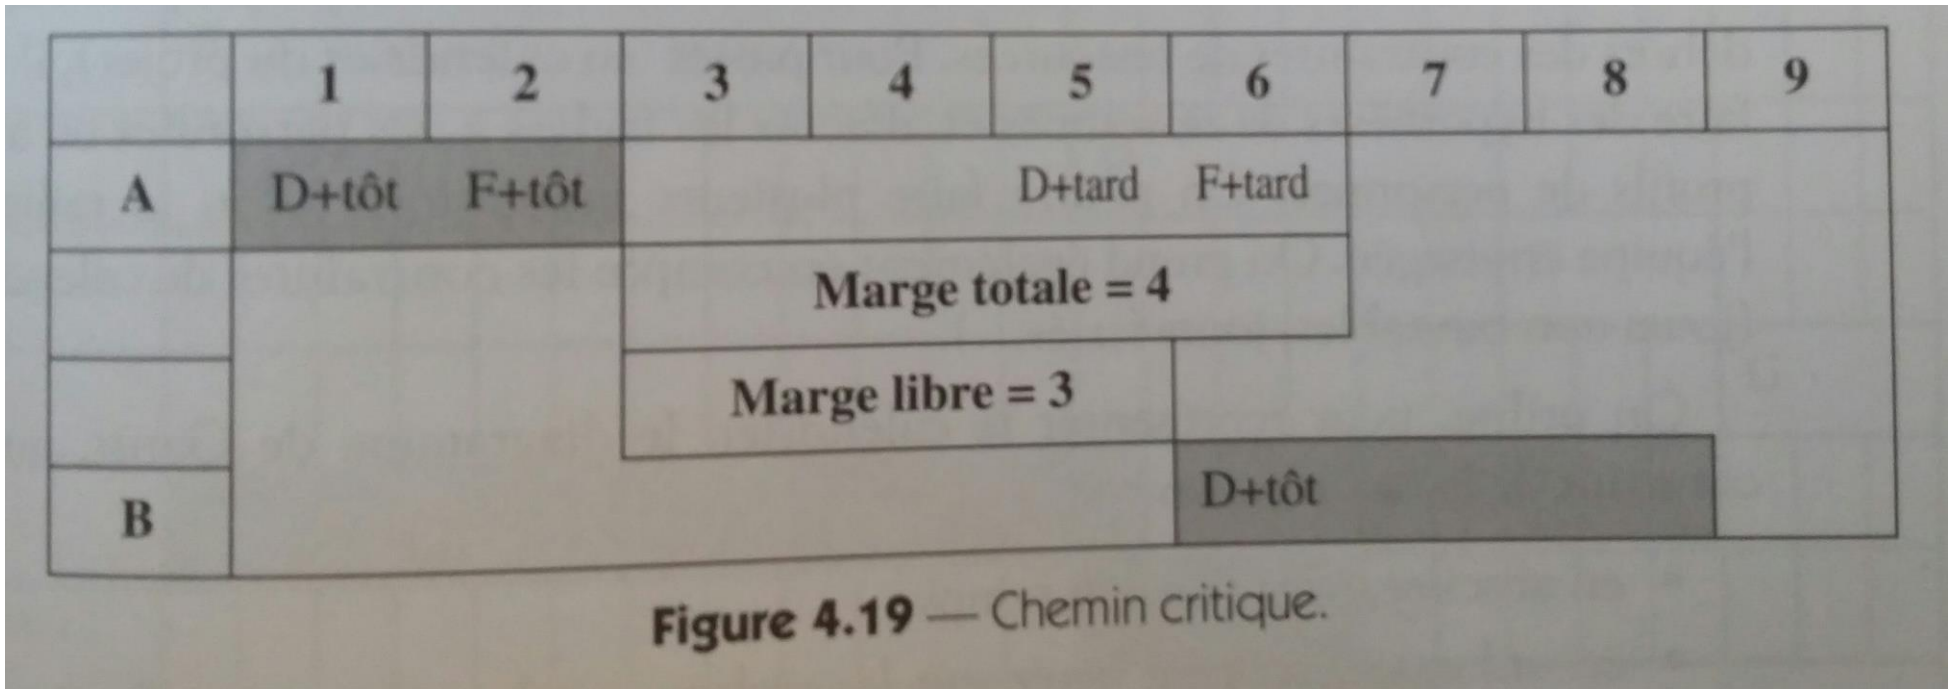 1 2 3 4 5 6 7 8 9
A D+tôt F+tôt D+tard F+tard
Marge totale = 4
Marge libre = 3
B D+tôt
Figure 4.19 — Chemin critique.